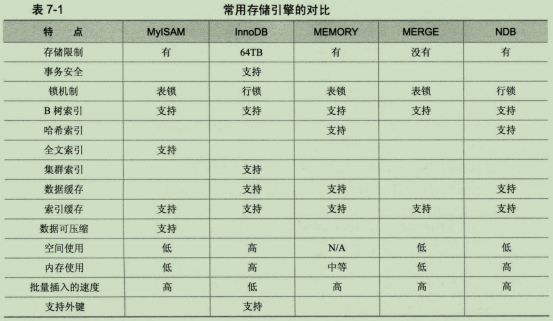 表 7-1 常用存储引擎的对比
特 点 MyISAM InnoDB MEMORY MERGE NDB
存储限制 有 64TB 有 没有 有
事务安全 支持
锁机制 表锁 行锁 表锁 表锁 行锁
B 树索引 支持 支持 支持 支持 支持
哈希索引 支持 支持
全文索引 支持
集群索引 支持
数据缓存 支持 支持 支持
索引缓存 支持 支持 支持 支持 支持
数据可压缩 支持
空间使用 低 高 N/A 低 低
内存使用 低 高 中等 低 高
批量插入的速度 高 低 高 高 高
支持外键 支持